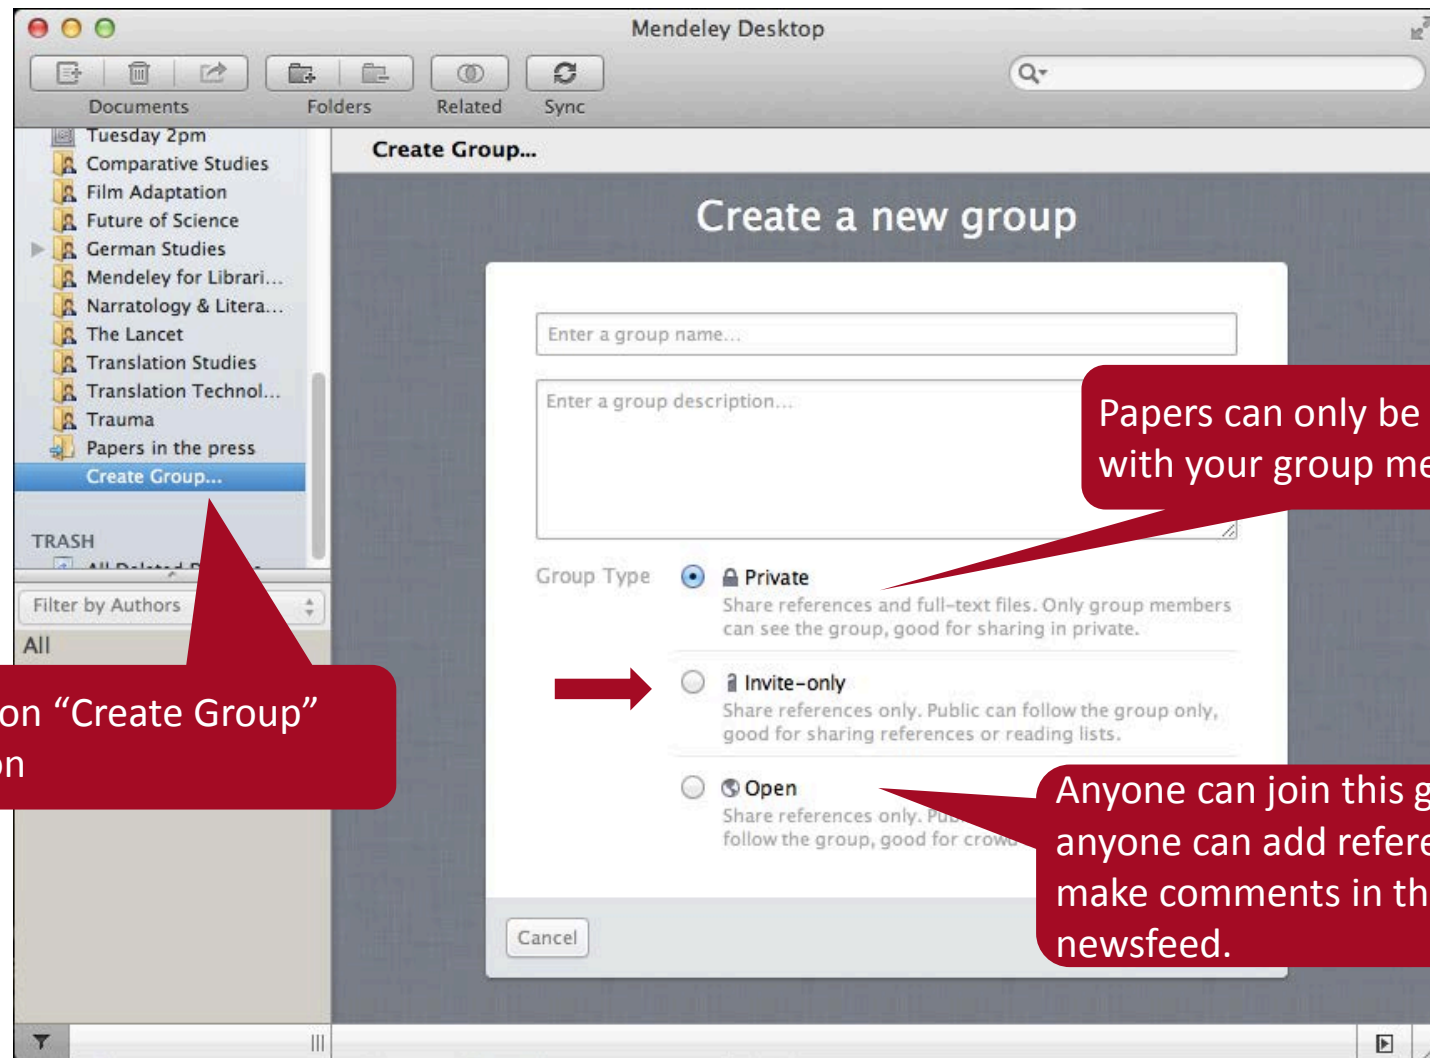 Mendeley Desktop
Documents Folders Related Sync
Tuesday 2pm
Comparative Studies
Film Adaptation
Future of Science
German Studies
Mendeley for Librari...
Narratology & Litera...
The Lancet
Translation Studies
Translation Technol...
Trauma
Papers in the press
Create Group...
TRASH
All Deleted
Filter by Authors
All
on “Create Group”
Create Group...
Create a new group
Enter a group name...
Enter a group description...
Papers can only be
with your group
Group Type
Private
Share references and full-text files. Only group members
can see the group, good for sharing in private.
Invite-only
Share references only. Public can follow the group only,
good for sharing references or reading lists.
Open
Share references only.
follow the group, good for
Anyone can join this
anyone can add
make comments in
newsfeed.
Cancel